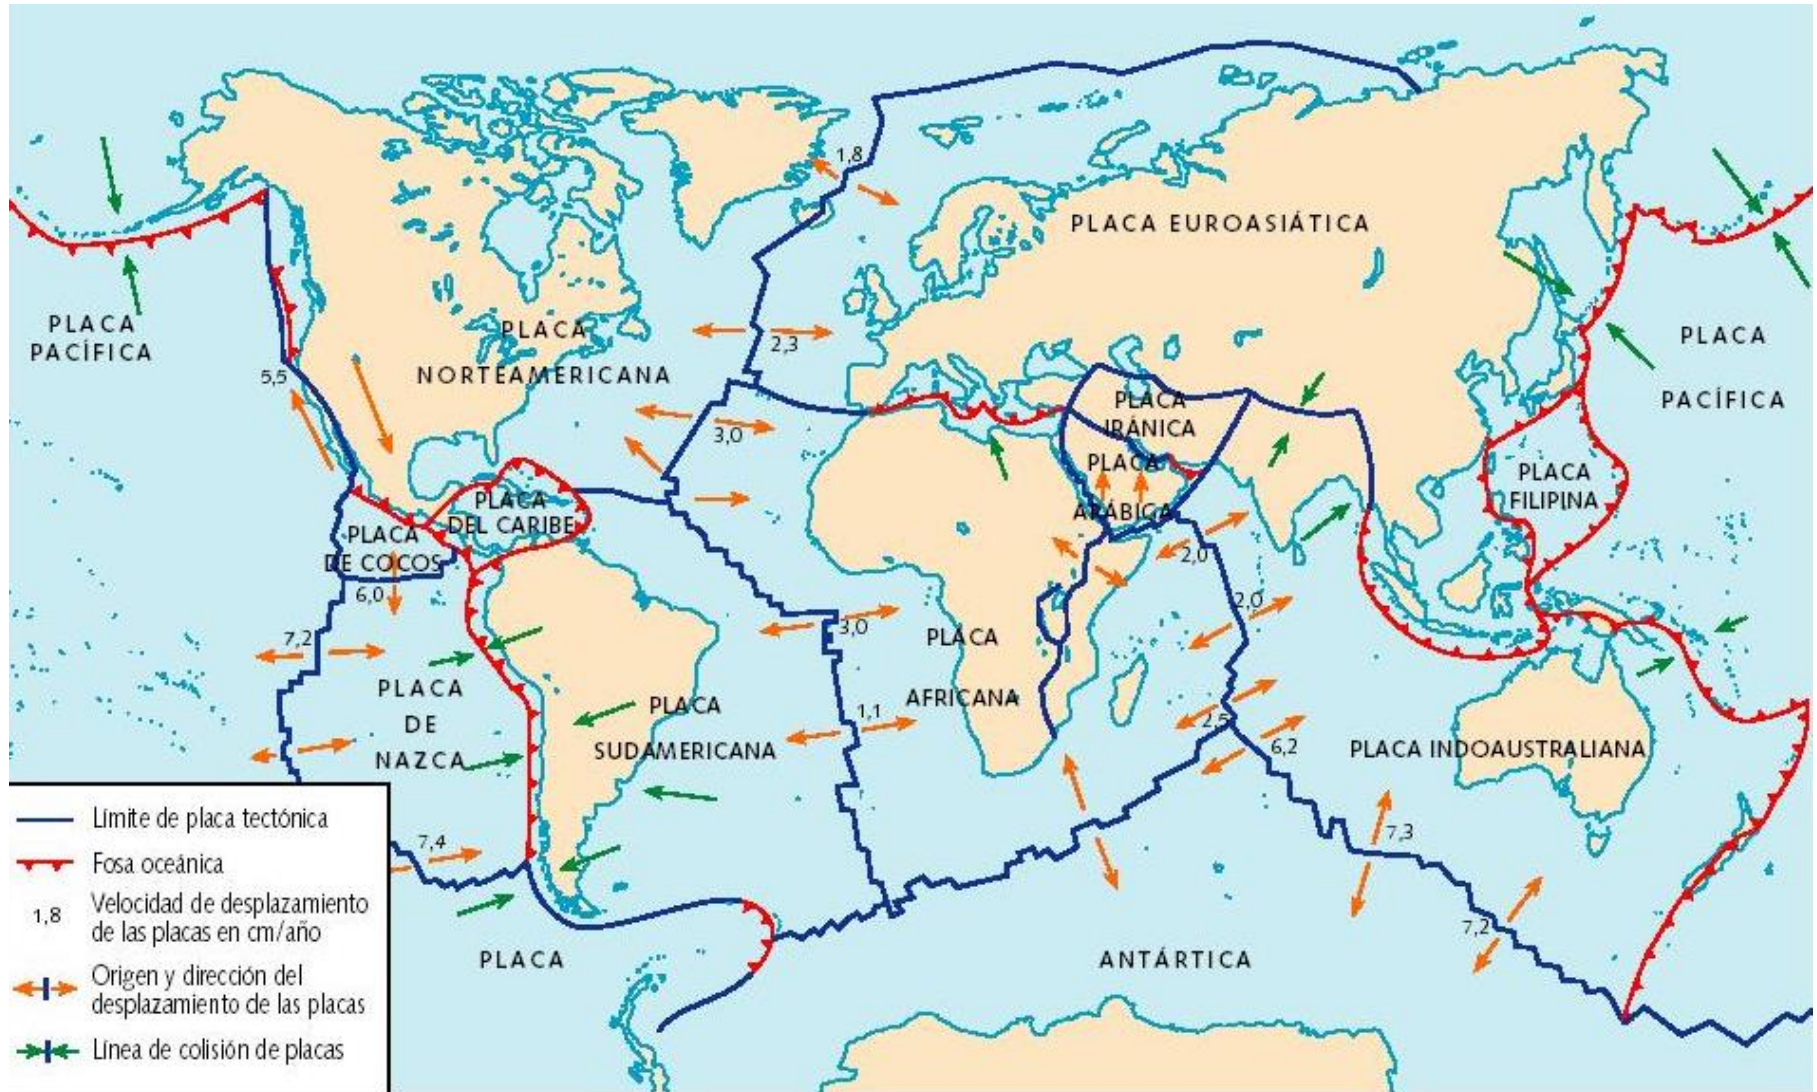 1,8
PLACA EUROASIÁTICA
PLACA
PACÍFICA
PLACA
NORTEAMERICANA
2,3
PLACA
PACÍFICA
5,5
3,0
PLACA
IRÁNICA
PLACA
ARÁBICA
PLACA
FILIPINA
PLACA
DEL CARIBE
PLACA
DE COCOS
2,0
6,0
2,0
7,2
3,0
PLACA
AFRICANA
PLACA
DE
NAZCA
PLACA
SUDAMERICANA
1,1
2,5
6,2
PLACA INDOAUSTRALIANA
7,4
7,3
7,2
PLACA
ANTÁRTICA
Límite de placa tectónica
Fosa oceánica
1,8
Velocidad de desplazamiento
de las placas en cm/año
Origen y dirección del
desplazamiento de las placas
Línea de colisión de placas